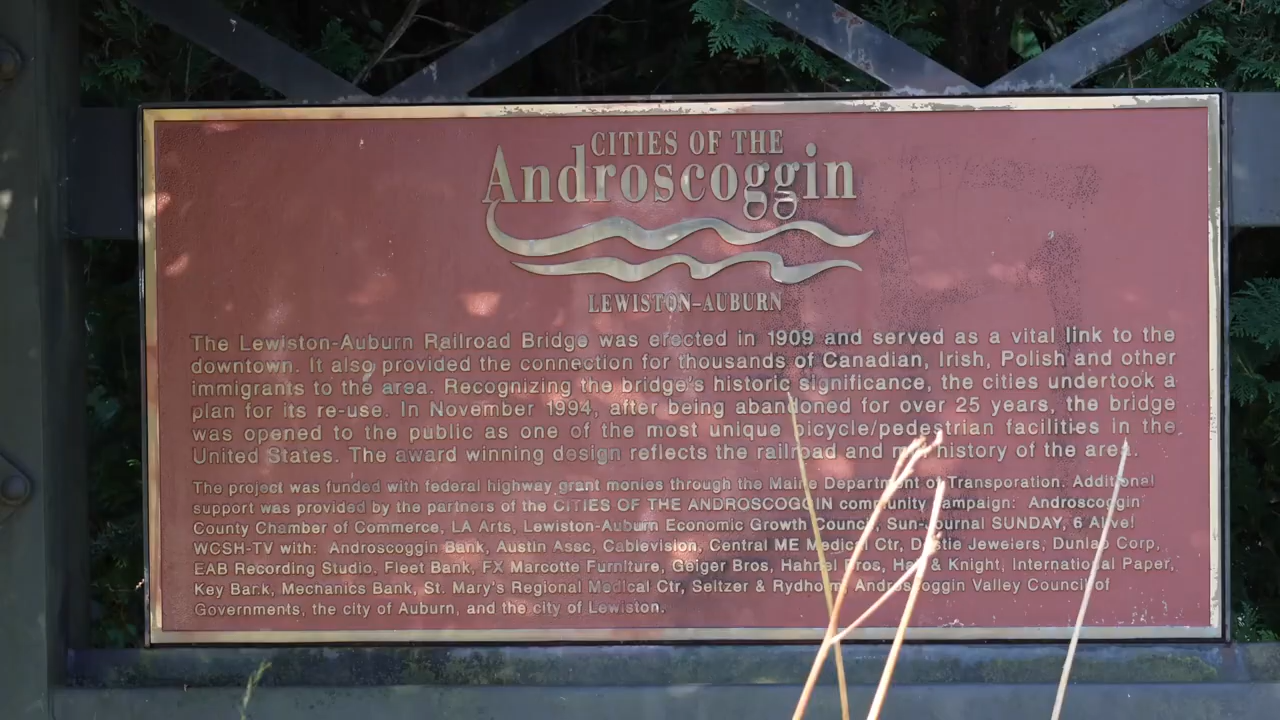 CITIES OF THE
Androscoggin
LEWISTON-AUBURN
The Lewiston-Auburn Railroad Bridge was erected in 1909 and served as a vital link to the
downtown. It also provided the connection for thousands of Canadian, Irish, Polish and other
immigrants to the area. Recognizing the bridge's historic significance, the cities undertook a
plan for its re-use. In November 1994, after being abandoned for over 25 years, the bridge
was opened to the public as one of the most unique bicycle/pedestrian facilities in the
United States. The award winning design reflects the railroad and history of the area.
The project was funded with federal highway grant monies through the Maine Department of Transporation. Additional
support was provided by the partners of the CITIES OF THE ANDROSCOGGIN community campaign: Androscoggin
County Chamber of Commerce, LA Arts, Lewiston-Auburn Economic Growth Council, Sun-Journal SUNDAY, 6 Alive!
WCSH-TV with: Androscoggin Bank, Austin Assc, Cablevision, Central ME Medical Ctr, Jewelers, Dunlap Corp,
EAB Recording Studio, Fleet Bank, FX Marcotte Furniture, Geiger Bros, Bros, & Knight, International Paper,
Key Bank, Mechanics Bank, St. Mary's Regional Medical Ctr, Seltzer & Rydholm, Androscoggin Valley Council of
Governments, the city of Auburn, and the city of Lewiston.